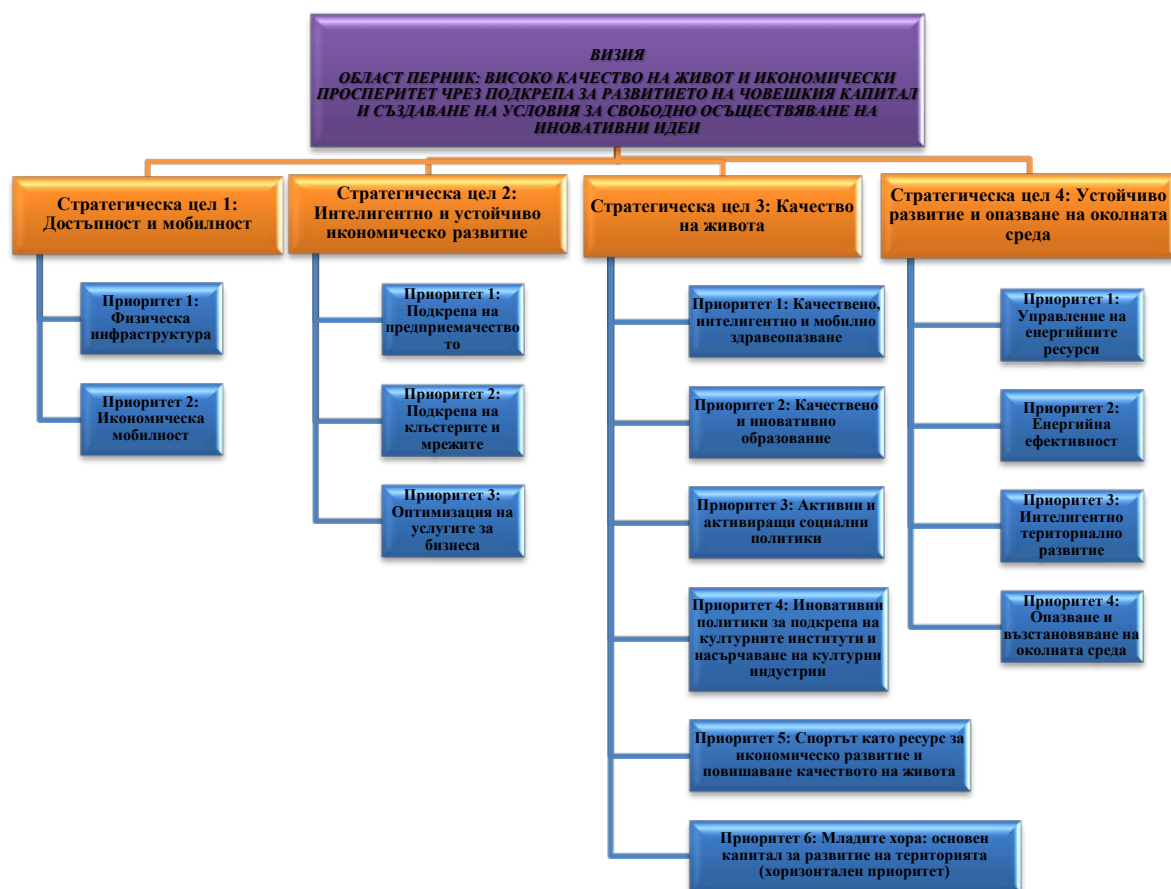 ВИЗИЯ
ОБЛАСТ ПЕРНИК: ВИСОКО КАЧЕСТВО НА ЖИВОТ И ИКОНОМИЧЕСКИ
ПРОСПЕРИТЕТ ЧРЕЗ ПОДКРЕПА ЗА РАЗВИТИЕТО НА ЧОВЕШКИЯ КАПИТАЛ
И СЪЗДАВАНЕ НА УСЛОВИЯ ЗА СВОБОДНО ОСЪЩЕСТВЯВАНЕ НА
ИНОВАТИВНИ ИДЕИ
Стратегическа цел 1:
Достъпност и мобилност
Приоритет 1:
Физическа
инфраструктура
Приоритет 2:
Икономическа
мобилност
Стратегическа цел 2:
Интелигентно и устойчиво
икономическо развитие
Приоритет 1:
Подкрепа на
предприемачество
то
Приоритет 2:
Подкрепа на
клъстерите и
мрежите
Приоритет 3:
Оптимизация на
услугите за
бизнеса
Стратегическа цел 3: Качество
на живота
Приоритет 1: Качествено,
интелигентно и мобилно
здравеопазване
Приоритет 2: Качествено
и иновативно
образование
Приоритет 3: Активни и
активиращи социални
политики
Приоритет 4: Иновативни
политики за подкрепа на
културните институти и
насърчаване на културни
индустрии
Приоритет 5: Спортът като ресурс за
икономическо развитие и
повишаване качеството на живота
Приоритет 6: Младите хора: основен
капитал за развитие на територията
(хоризонтален приоритет)
Стратегическа цел 4: Устойчиво
развитие и опазване на околната
среда
Приоритет 1:
Управление на
енергийните
ресурси
Приоритет 2:
Енергийна
ефективност
Приоритет 3:
Интелигентно
териториално
развитие
Приоритет 4:
Опазване и
възстановяване на
околната среда